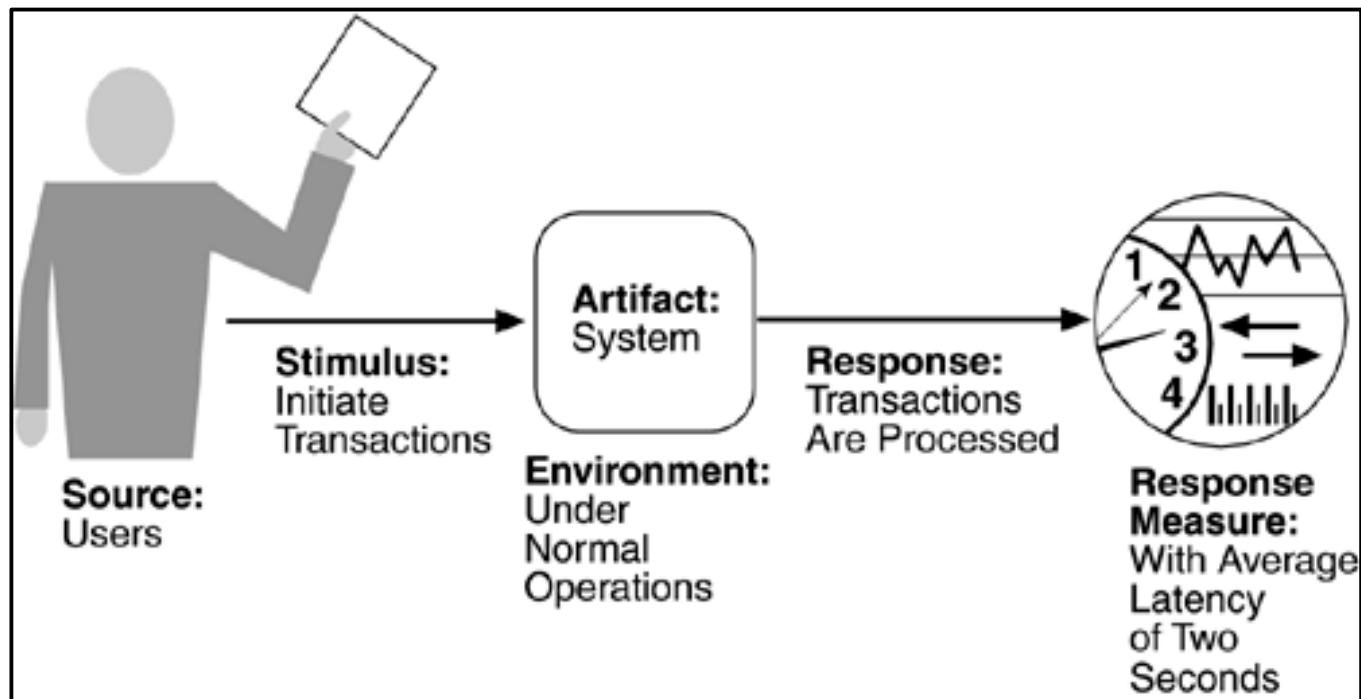 Source:
Users
Stimulus:
Initiate
Transactions
Artifact:
System
Environment:
Under
Normal
Operations
Response:
Transactions
Are Processed
1
2
3
4
Response
Measure:
With Average
Latency
of Two
Seconds